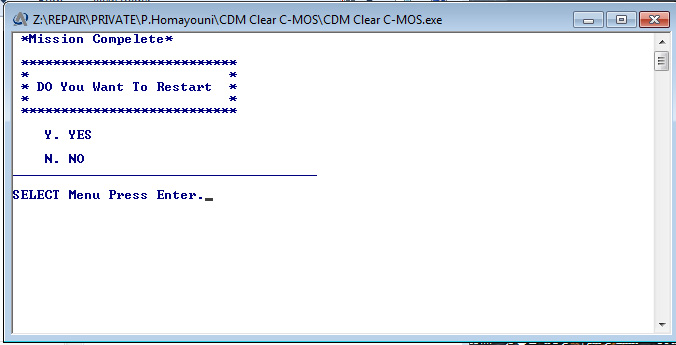 Z:\REPAIR\PRIVATE\P.Homayouni\CDM Clear C-MOS\CDM Clear C-MOS.exe
*Mission Compelete*
***************************
*                         *
* DO You Want To Restart  *
*                         *
***************************
Y. YES
N. NO
SELECT Menu Press Enter._